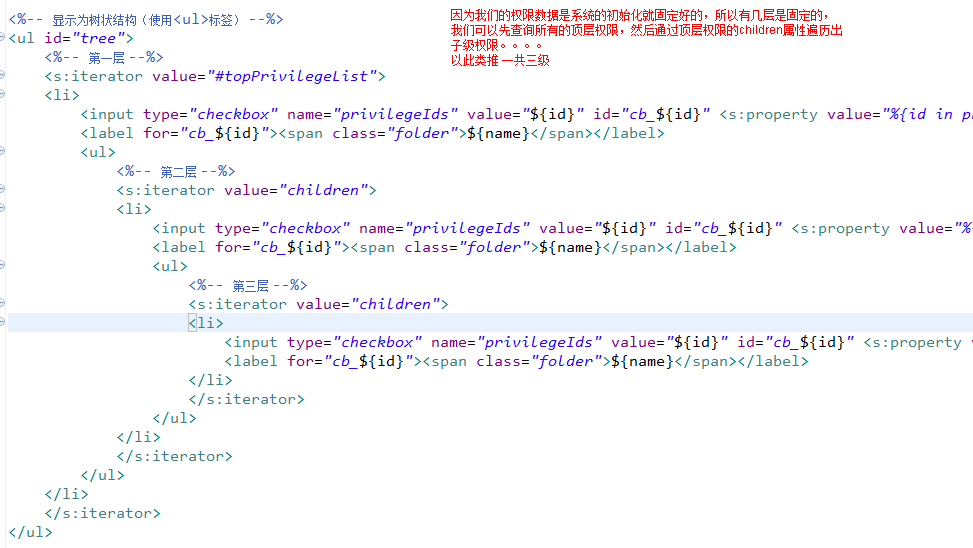 <%-- 显示为树状结构（使用<ul>标签） --%>
因为我们的权限数据是系统的初始化就固定好的，所以有几层是固定的，
我们可以先查询所有的顶层权限，然后通过顶层权限的children属性遍历出
子级权限。。。。
以此类推 一共三级
<ul id="tree">
<%-- 第一层 --%>
<s:iterator value="#topPrivilegeList">
<li>
<input type="checkbox" name="privilegeIds" value="${id}" id="cb_${id}" <s:property value="%{id in pr
<label for="cb_${id}"><span class="folder">${name}</span></label>
<ul>
<%-- 第二层 --%>
<s:iterator value="children">
<li>
<input type="checkbox" name="privilegeIds" value="${id}" id="cb_${id}" <s:property value="%
<label for="cb_${id}"><span class="folder">${name}</span></label>
<ul>
<%-- 第三层 --%>
<s:iterator value="children">
<li>
<input type="checkbox" name="privilegeIds" value="${id}" id="cb_${id}" <s:property
<label for="cb_${id}"><span class="folder">${name}</span></label>
</li>
</s:iterator>
</ul>
</li>
</s:iterator>
</ul>
</li>
</s:iterator>
</ul>